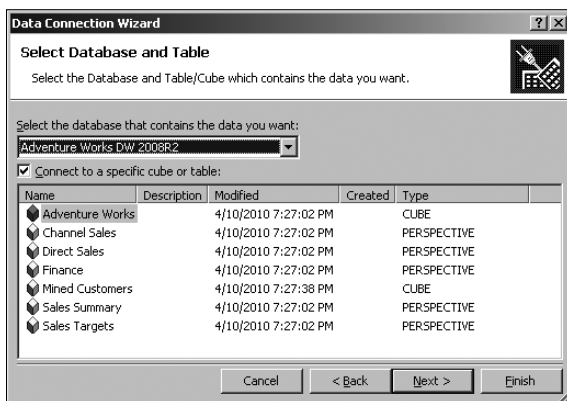 Data Connection Wizard
Select Database and Table
Select the Database and Table/Cube which contains the data you want.
Select the database that contains the data you want:
Adventure Works DW 2008R2
Connect to a specific cube or table:
Name Description Modified Created Type
Adventure Works 4/10/2010 7:27:02 PM CUBE
Channel Sales 4/10/2010 7:27:02 PM PERSPECTIVE
Direct Sales 4/10/2010 7:27:02 PM PERSPECTIVE
Finance 4/10/2010 7:27:02 PM PERSPECTIVE
Mined Customers 4/10/2010 7:27:38 PM CUBE
Sales Summary 4/10/2010 7:27:02 PM PERSPECTIVE
Sales Targets 4/10/2010 7:27:02 PM PERSPECTIVE
Cancel < Back Next > Finish